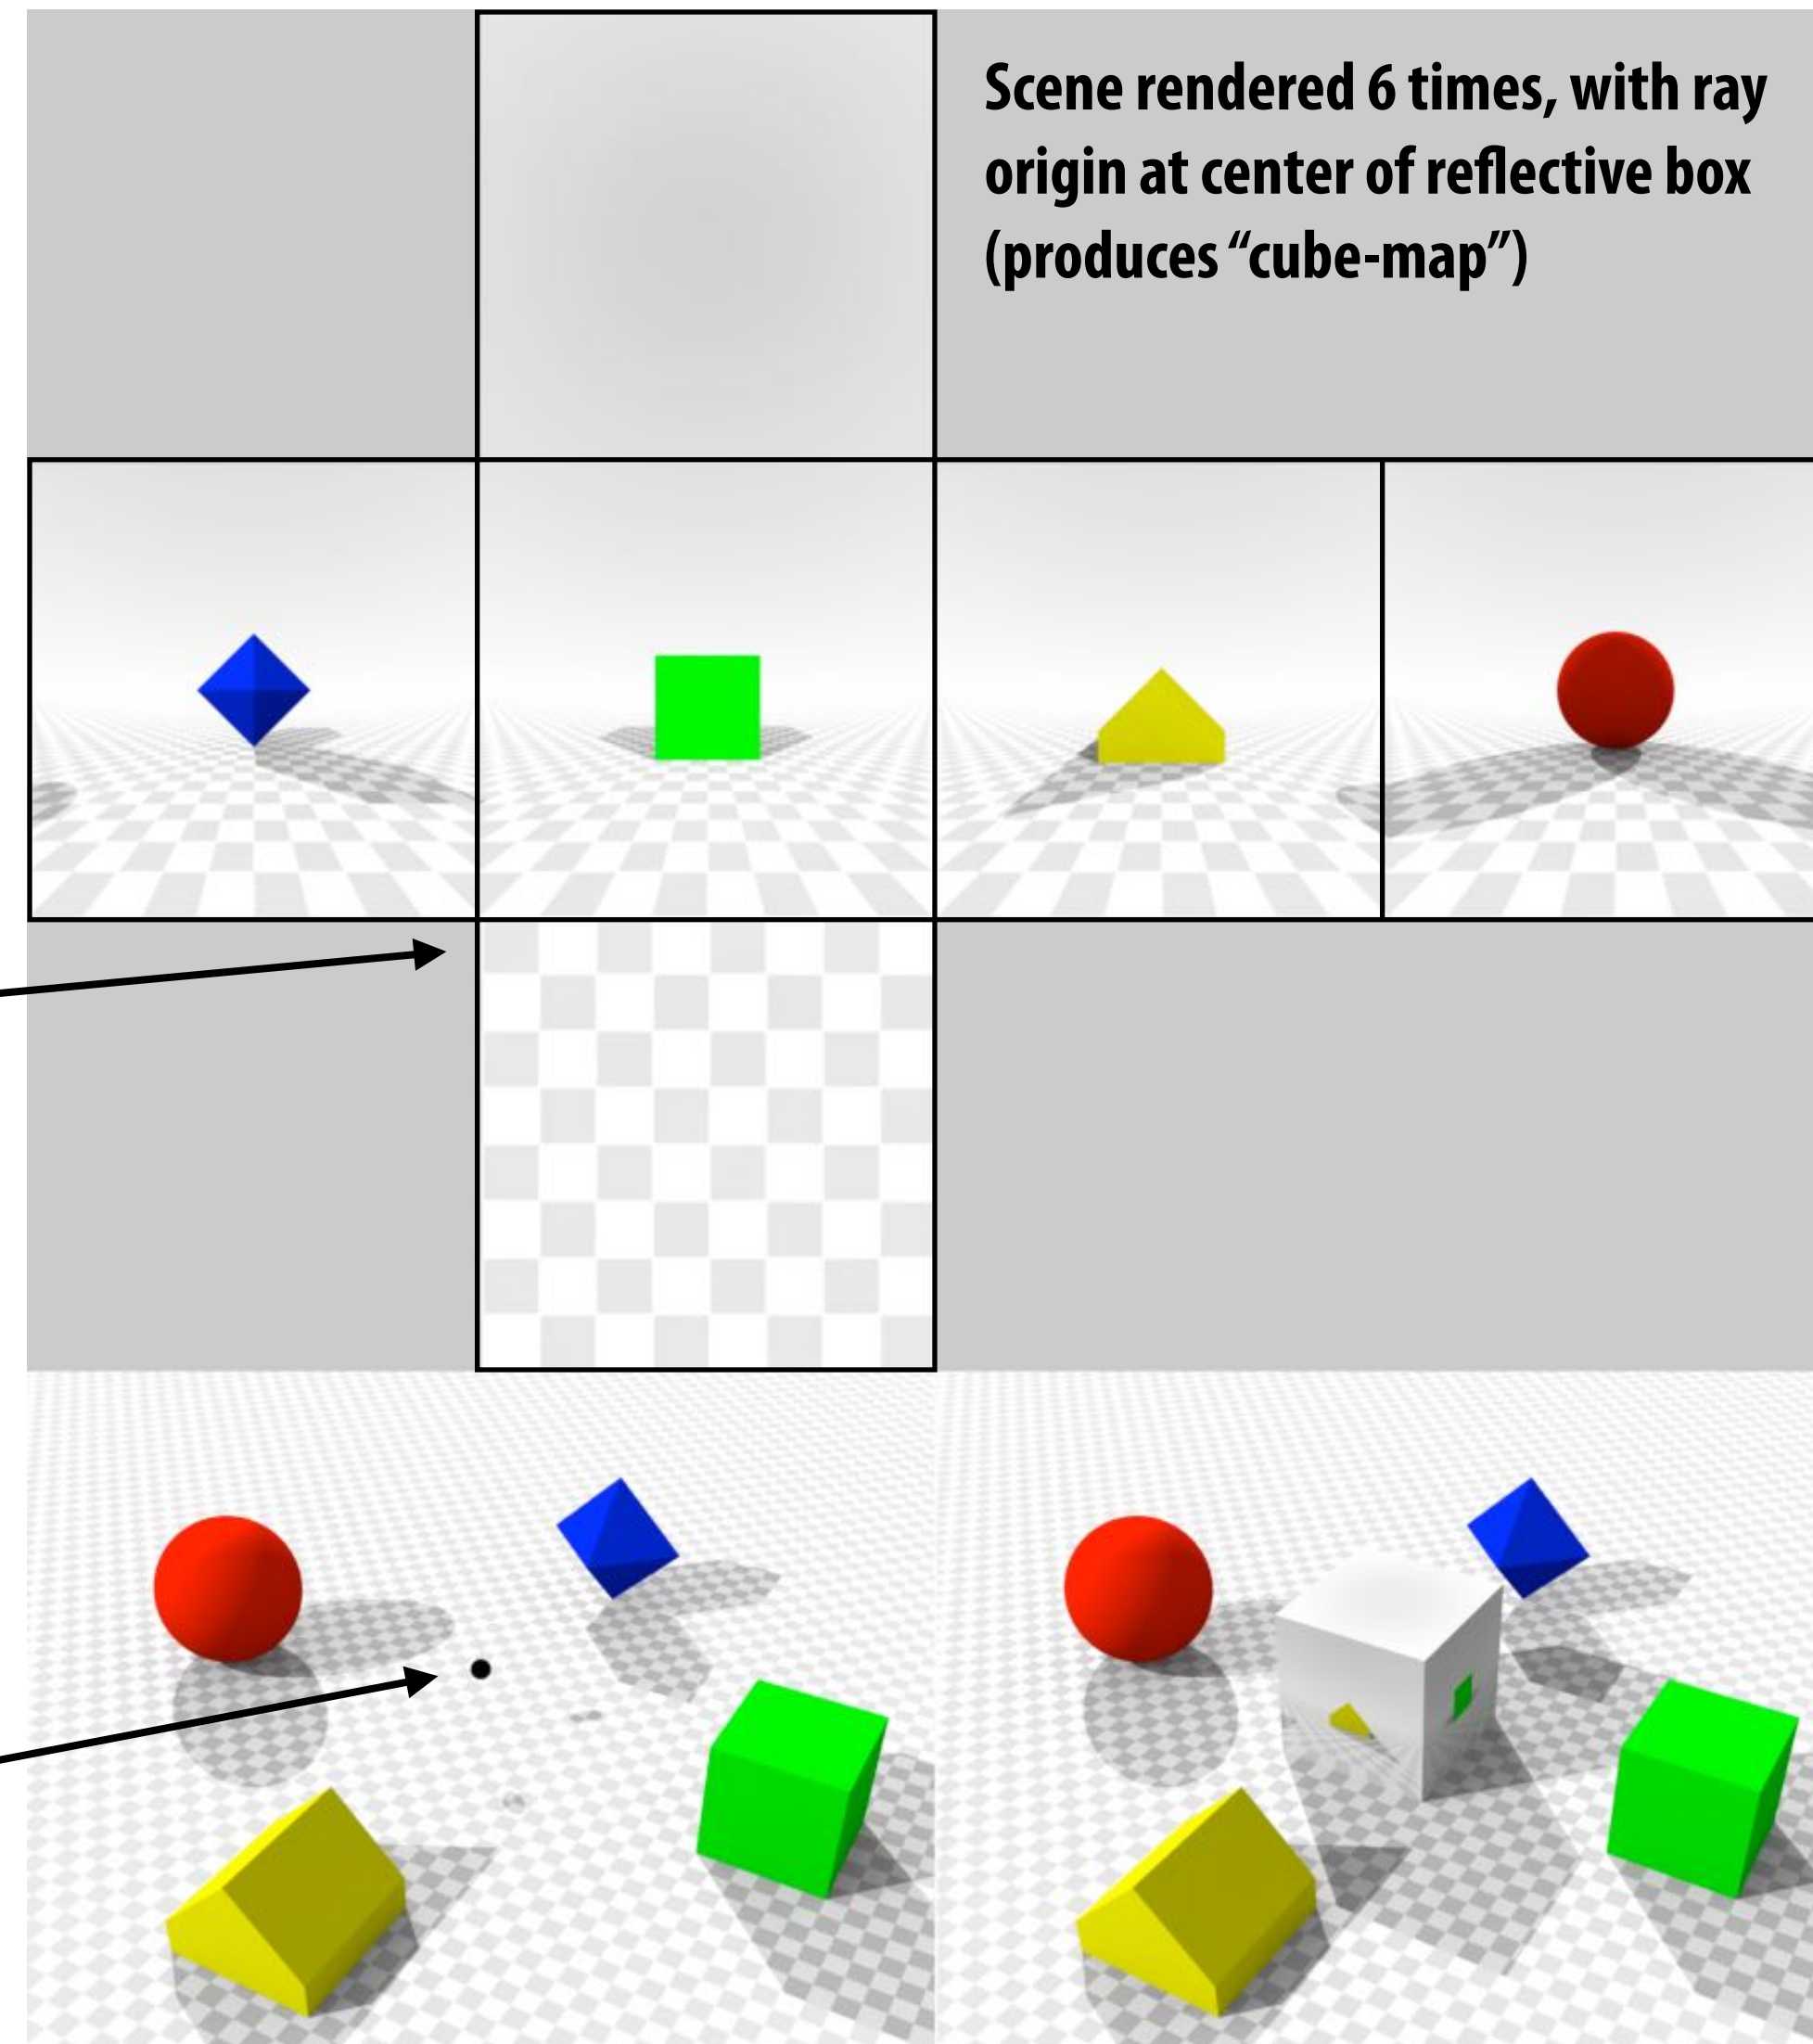 Scene rendered 6 times, with ray
origin at center of reflective box
(produces “cube-map”)